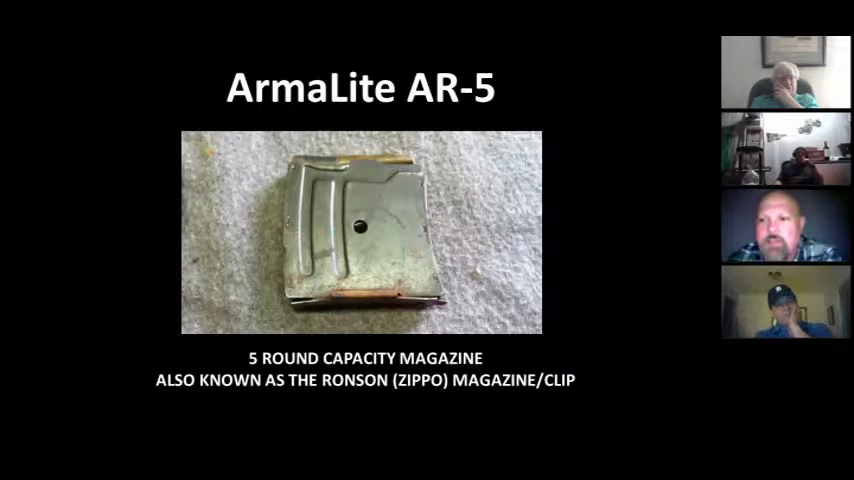 ArmaLite AR-5
5 ROUND CAPACITY MAGAZINE
ALSO KNOWN AS THE RONSON (ZIPPO) MAGAZINE/CLIP